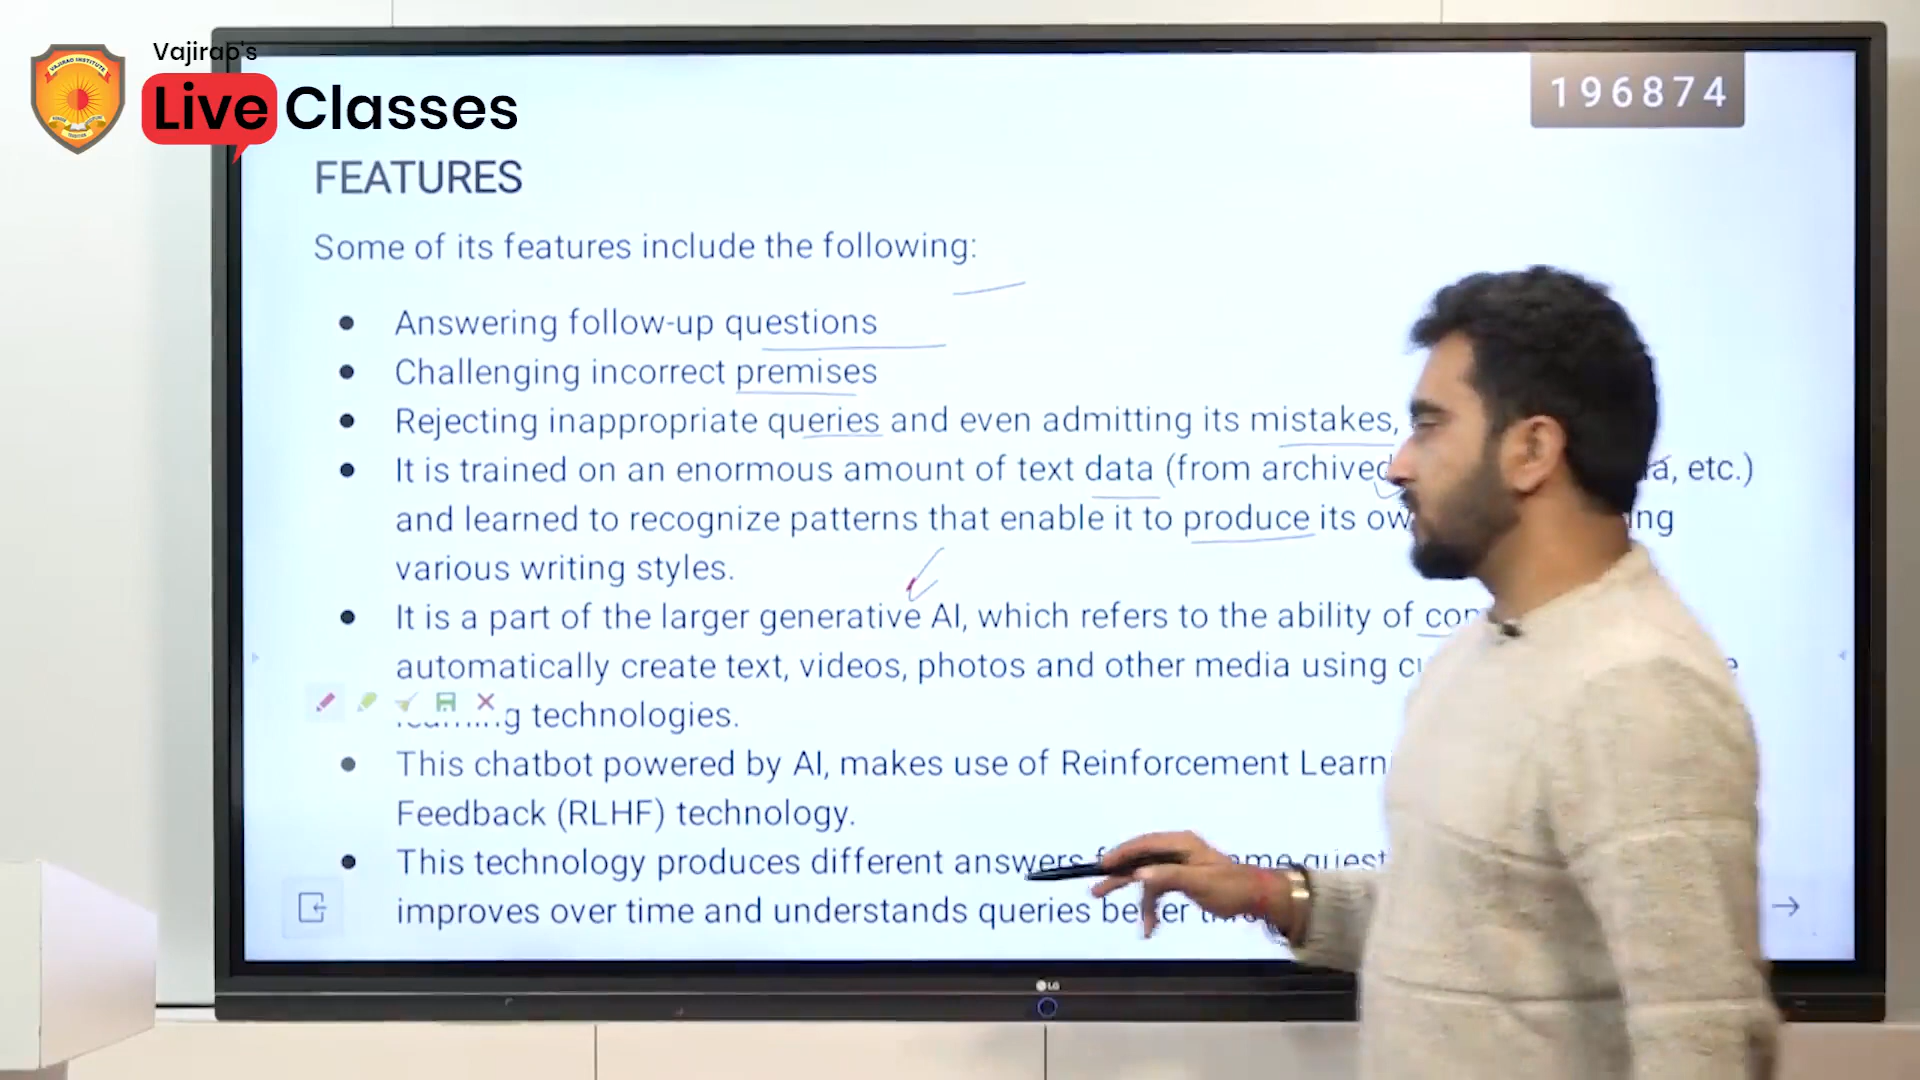 Vajirao's
Live Classes
VAJIRAO INSTITUTE
196874
FEATURES
Some of its features include the following:
Answering follow-up questions
Challenging incorrect premises
Rejecting inappropriate queries and even admitting its mistakes,
It is trained on an enormous amount of text data (from archived etc.)
and learned to recognize patterns that enable it to produce its
various writing styles.
It is a part of the larger generative AI, which refers to the ability of
automatically create text, videos, photos and other media using
technologies.
This chatbot powered by AI, makes use of Reinforcement
Feedback (RLHF) technology.
This technology produces different answers
improves over time and understands queries
LG